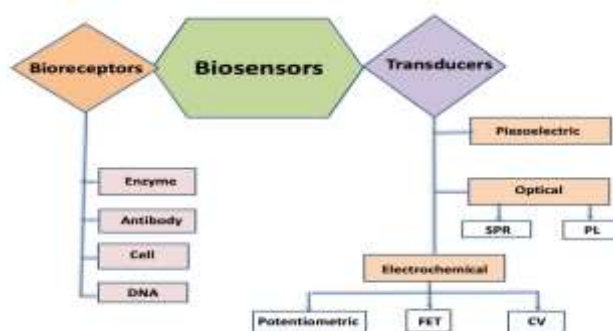 Bioreceptors
Biosensors
Transducers
Piezoelectric
Enzyme
Optical
Antibody
SPR
PL
Cell
Electrochemical
DNA
Potentiometric
FET
CV